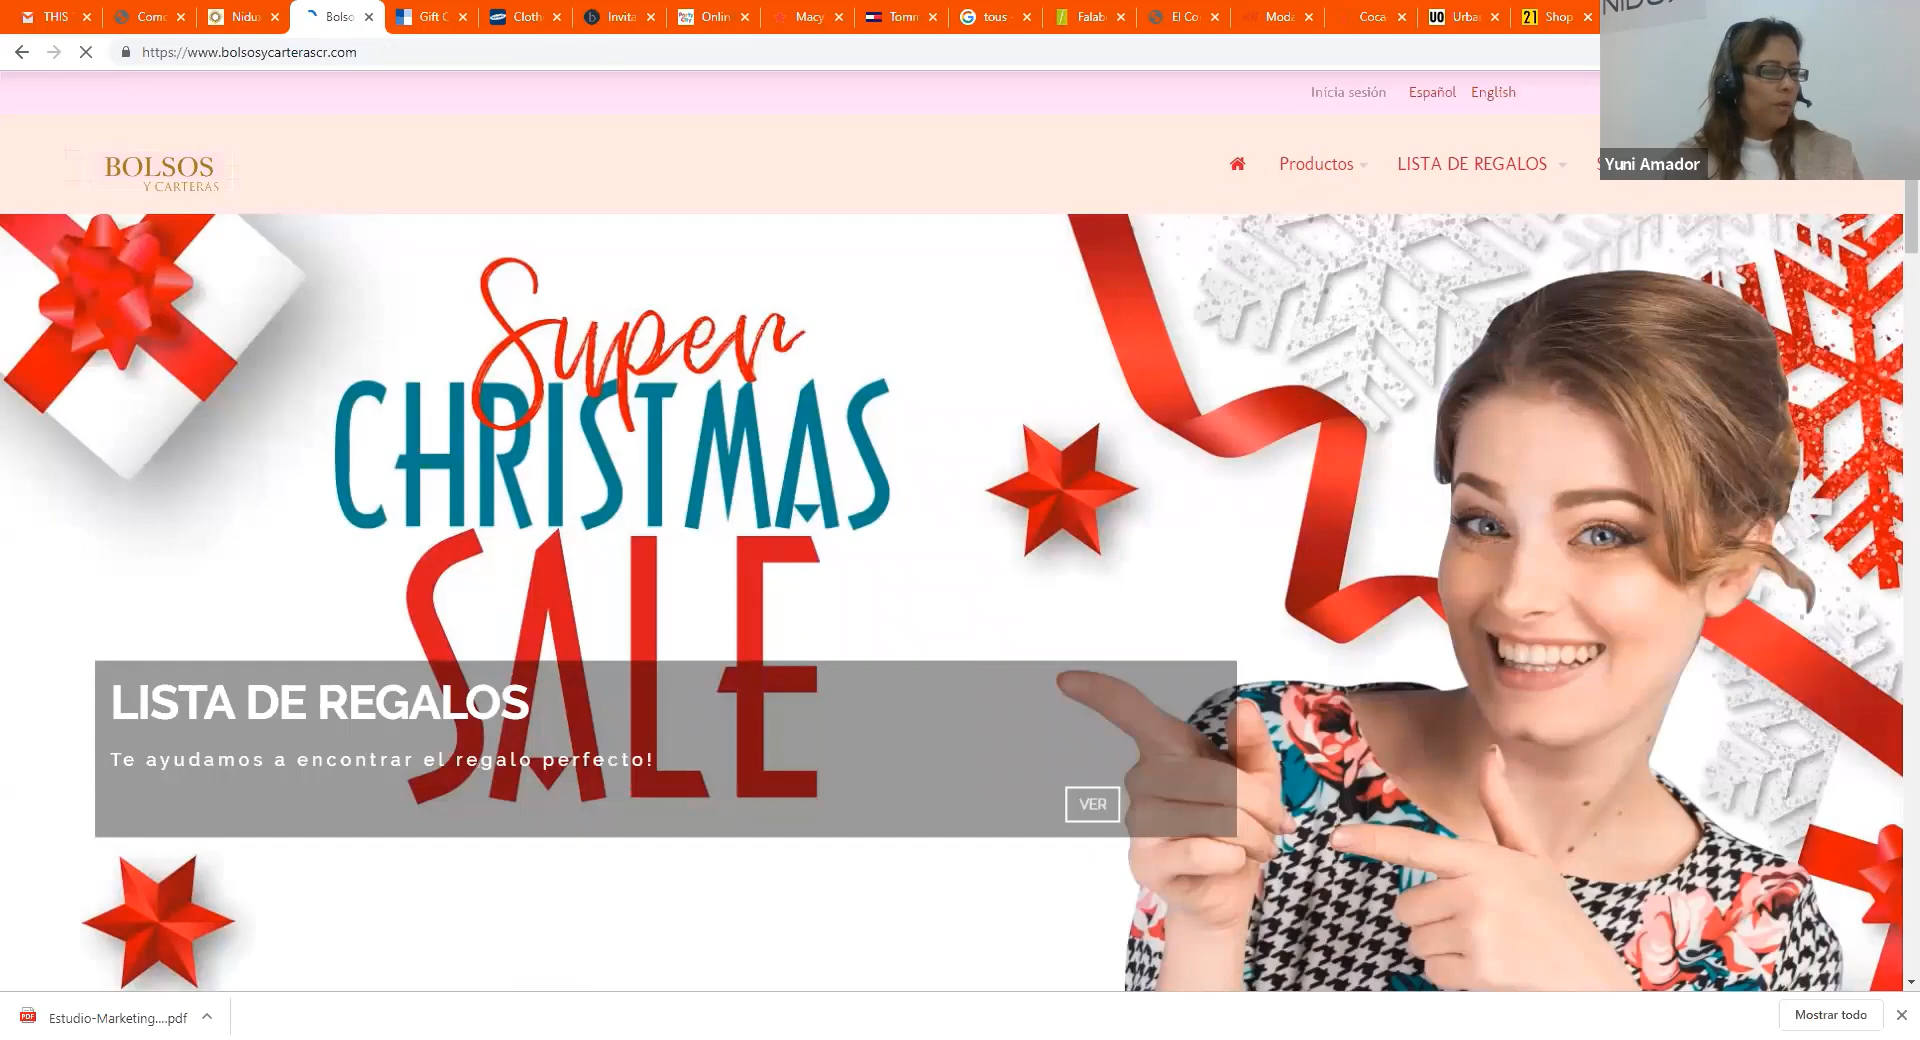 THIS
Como
Nidux
Bolso
Gift C
Cloth
Invita
Onlin
Macy
Tomm
tous
Falab
El Co
Moda
Coca
Urba
Shop
https://www.bolsosycarterascr.com
Yuni Amador
Inicia sesión Español English
BOLSOS
Y CARTERAS
Productos LISTA DE REGALOS
Super
CHRISTMAS
SALE
LISTA DE REGALOS
Te ayudamos a encontrar el regalo perfecto!
VER
Estudio-Marketing....pdf
Mostrar todo